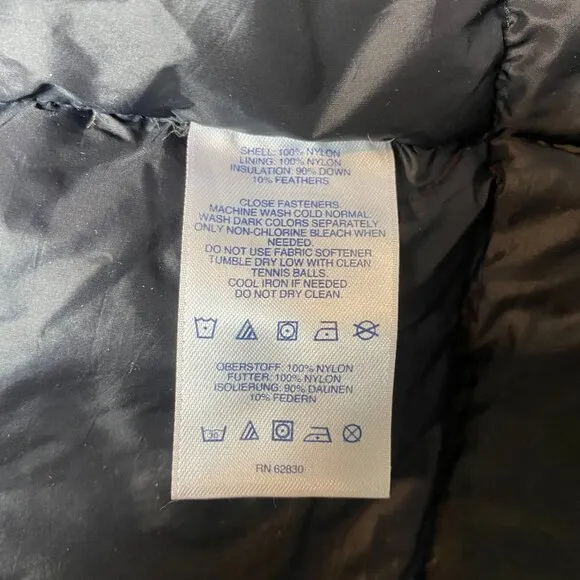 SHELL: 100% NYLON
LINING: 100% NYLON
INSULATION: 90% DOWN
10% FEATHERS
CLOSE FASTENERS.
MACHINE WASH COLD NORMAL.
WASH DARK COLORS SEPARATELY.
ONLY NON-CHLORINE BLEACH WHEN
NEEDED.
DO NOT USE FABRIC SOFTENER
TUMBLE DRY LOW WITH CLEAN
TENNIS BALLS.
COOL IRON IF NEEDED.
DO NOT DRY CLEAN.
OBERSTOFF: 100% NYLON
FUTTER: 100% NYLON
ISOLIERUNG: 90% DAUNEN
10% FEDERN
30
RN 62830